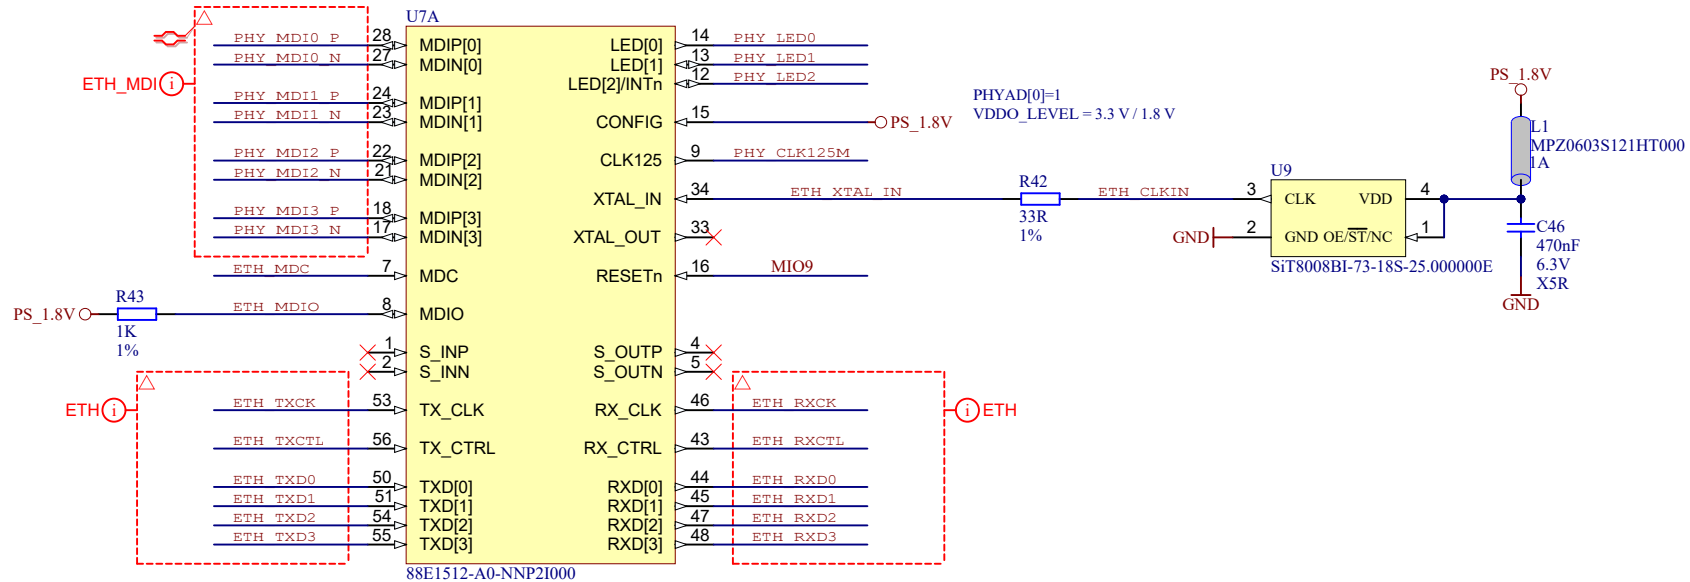 U7A
PHY_MDI0_P 28 MDIP[0] LED[0] 14 PHY_LED0
PHY_MDI0_N 27 MDIN[0] LED[1] 13 PHY_LED1
ETH_MDI i LED[2]/INTn 12 PHY_LED2
PHY_MDI1_P 24 MDIP[1]
PHY_MDI1_N 23 MDIN[1] CONFIG 15 PS_1.8V
PHYAD[0]=1
VDDO_LEVEL = 3.3 V / 1.8 V
PHY_MDI2_P 22 MDIP[2] CLK125 9 PHY_CLK125M
PHY_MDI2_N 21 MDIN[2]
XTAL_IN 34 ETH_XTAL_IN
PHY_MDI3_P 18 MDIP[3]
PHY_MDI3_N 17 MDIN[3] XTAL_OUT 33
ETH_MDC 7 MDC RESETn 16 MIO9
R43
PS_1.8V ETH_MDIO 8 MDIO
1K
1%
1 S_INP S_OUTP 4
2 S_INN S_OUTN 5
ETH i ETH_TXCK 53 TX_CLK RX_CLK 46 ETH_RXCK i ETH
ETH_TXCTL 56 TX_CTRL RX_CTRL 43 ETH_RXCTL
ETH_TXD0 50 TXD[0] RXD[0] 44 ETH_RXD0
ETH_TXD1 51 TXD[1] RXD[1] 45 ETH_RXD1
ETH_TXD2 54 TXD[2] RXD[2] 47 ETH_RXD2
ETH_TXD3 55 TXD[3] RXD[3] 48 ETH_RXD3
88E1512-A0-NNP2I000
R42
33R
1%
ETH_CLKIN
U9
3 CLK VDD 4
GND 2 GND OE/ST/NC 1
SiT8008BI-73-18S-25.000000E
PS_1.8V
L1
MPZ0603S121HT000
1A
C46
470nF
6.3V
X5R
GND